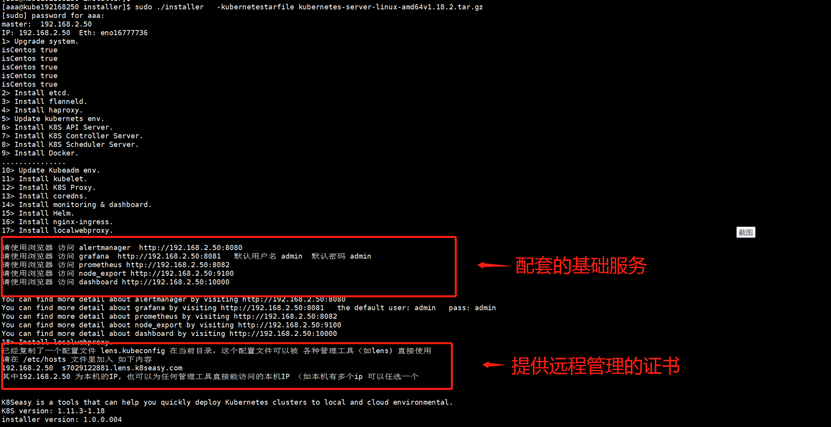 [aaa@kube192168250 installer]$ sudo ./installer   -kubernetestarfile kubernetes-server-linux-amd64v1.18.2.tar.gz
[sudo] password for aaa:
master:  192.168.2.50
IP: 192.168.2.50  Eth: eno16777736
1> Upgrade system.
isCentos true
isCentos true
isCentos true
isCentos true
isCentos true
2> Install etcd.
3> Install flanneld.
4> Install haproxy.
5> Update kubernets env.
6> Install K8S API Server.
7> Install K8S Controller Server.
8> Install K8S Scheduler Server.
9> Install Docker.
...............
10> Update Kubeadm env.
11> Install kubelet.
12> Install K8S Proxy.
13> Install coredns.
14> Install monitoring & dashboard.
15> Install Helm.
16> Install nginx-ingress.
17> Install localwebproxy.
截图
请使用浏览器 访问 alertmanager  http://192.168.2.50:8080
请使用浏览器 访问 grafana  http://192.168.2.50:8081   默认用户名 admin  默认密码 admin
请使用浏览器 访问 prometheus http://192.168.2.50:8082
请使用浏览器 访问 node_export http://192.168.2.50:9100
请使用浏览器 访问 dashboard http://192.168.2.50:10000
配套的基础服务
You can find more detail about alertmanager by visiting http://192.168.2.50:8080
You can find more detail about grafana by visiting http://192.168.2.50:8081   the default user: admin   pass: admin
You can find more detail about prometheus by visiting http://192.168.2.50:8082
You can find more detail about node_export by visiting http://192.168.2.50:9100
You can find more detail about dashboard by visiting http://192.168.2.50:10000
18> Install localwebproxy.
已经复制了一个配置文件 lens.kubeconfig 在当前目录，这个配置文件可以被 各种管理工具（如lens）直接使用
请在 /etc/hosts 文件里加入 如下内容
192.168.2.50  s7029122881.lens.k8seasy.com
其中192.168.2.50 为本机的IP，也可以为任何管理工具直接能访问的本机IP （如本机有多个ip 可以任选一个
提供远程管理的证书
K8Seasy is a tools that can help you quickly deploy Kubernetes clusters to local and cloud environmental.
K8S version: 1.11.3-1.18
installer version: 1.0.0.004